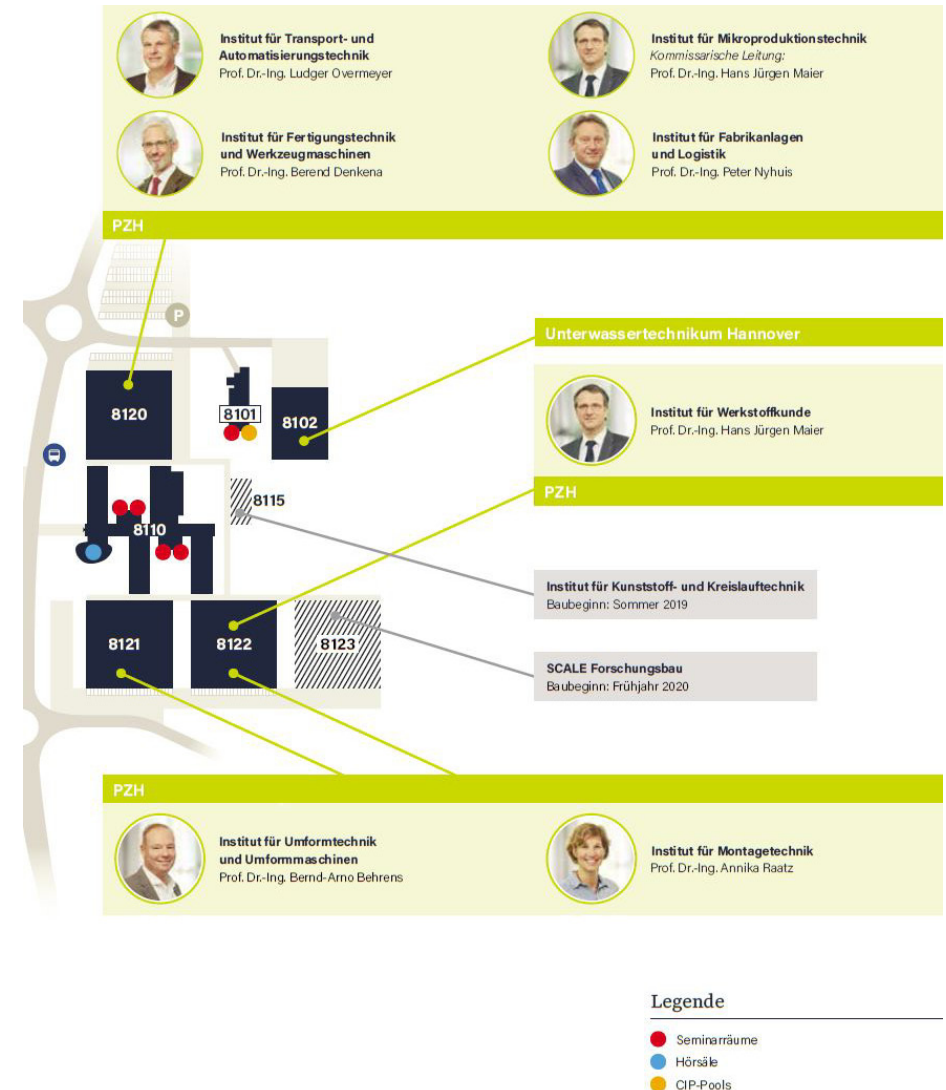 Institut für Transport- und
Automatisierungstechnik
Prof. Dr.-Ing. Ludger Overmeyer
Institut für Mikroproduktionstechnik
Kommissarische Leitung:
Prof. Dr.-Ing. Hans Jürgen Maier
Institut für Fertigungstechnik
und Werkzeugmaschinen
Prof. Dr.-Ing. Berend Denkena
Institut für Fabrikanlagen
und Logistik
Prof. Dr.-Ing. Peter Nyhuis
PZH
P
Unterwassertechnikum Hannover
8120
8101
8102
Institut für Werkstoffkunde
Prof. Dr.-Ing. Hans Jürgen Maier
PZH
8115
8110
Institut für Kunststoff- und Kreislauftechnik
Baubeginn: Sommer 2019
8121
8122
8123
SCALE Forschungsbau
Baubeginn: Frühjahr 2020
PZH
Institut für Umformtechnik
und Umformmaschinen
Prof. Dr.-Ing. Bernd-Arno Behrens
Institut für Montagetechnik
Prof. Dr.-Ing. Annika Raatz
Legende
Seminarräume
Hörsäle
CIP-Pools